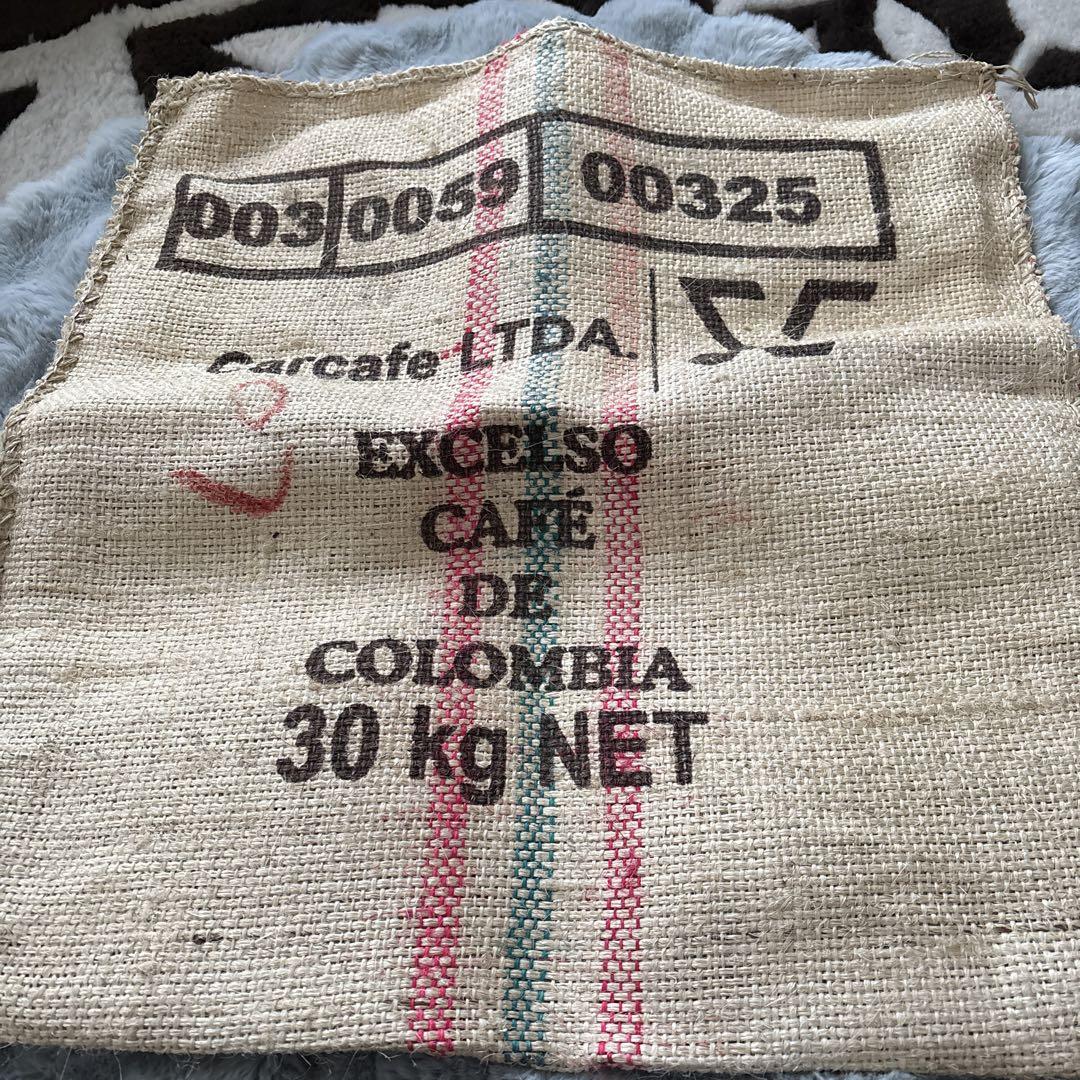 003 0059 00325
Carcafe LTDA.
EXCELSO
CAFÉ
DE
COLOMBIA
30 kg NET